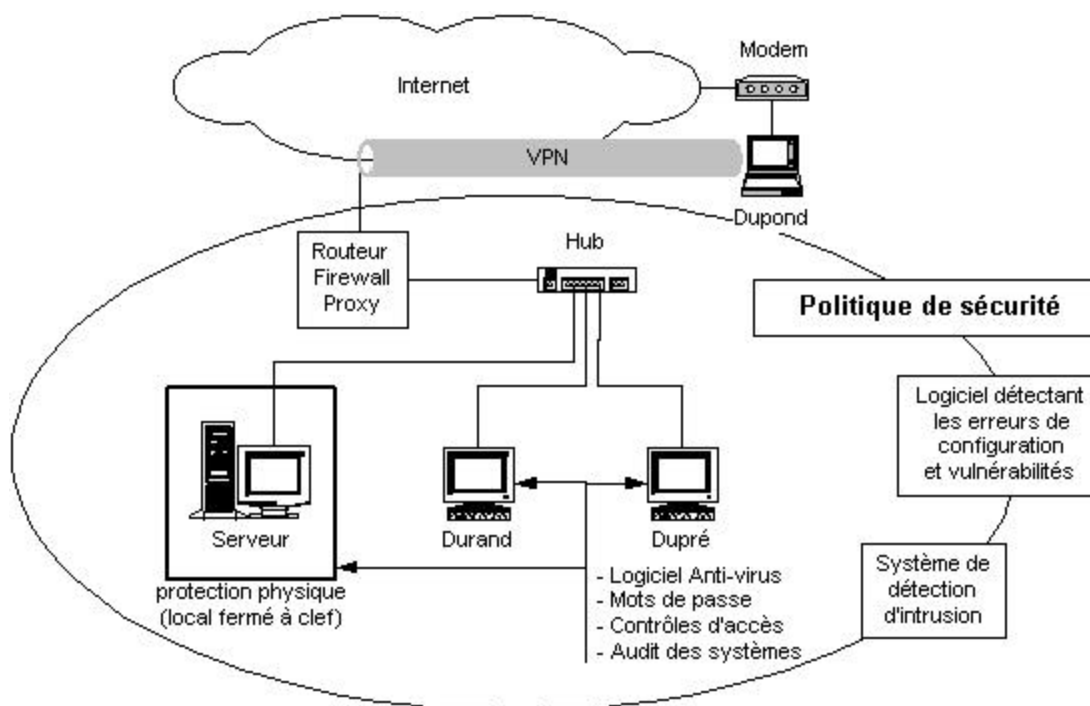 Modem
Internet
VPN
Dupond
Routeur
Firewall
Proxy
Hub
Politique de sécurité
Logiciel détectant
les erreurs de
configuration
et vulnérabilités
Serveur
Durand
Dupré
protection physique
(local fermé à clef)
- Logiciel Anti-virus
- Mots de passe
- Contrôles d'accès
- Audit des systèmes
Système de
détection
d'intrusion